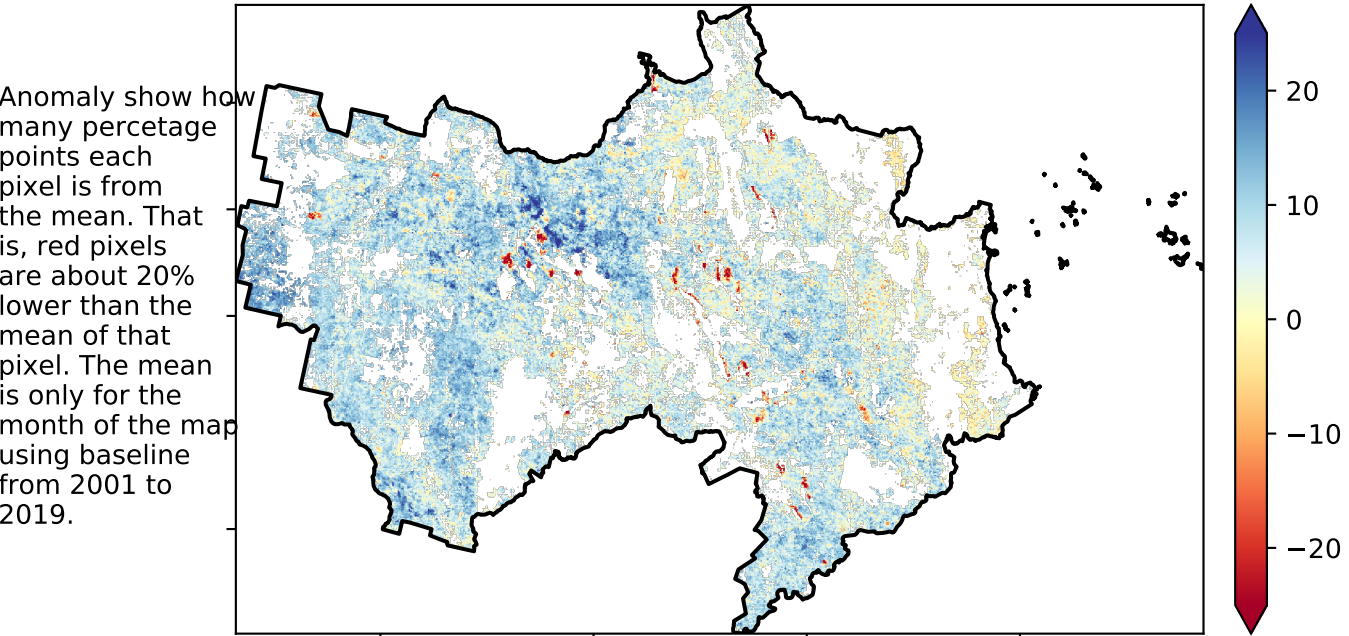 Anomaly show how
many percetage
points each
pixel is from
the mean. That
is, red pixels
are about 20%
lower than the
mean of that
pixel. The mean
is only for the
month of the map
using baseline
from 2001 to
2019.
20
10
0
−10
−20